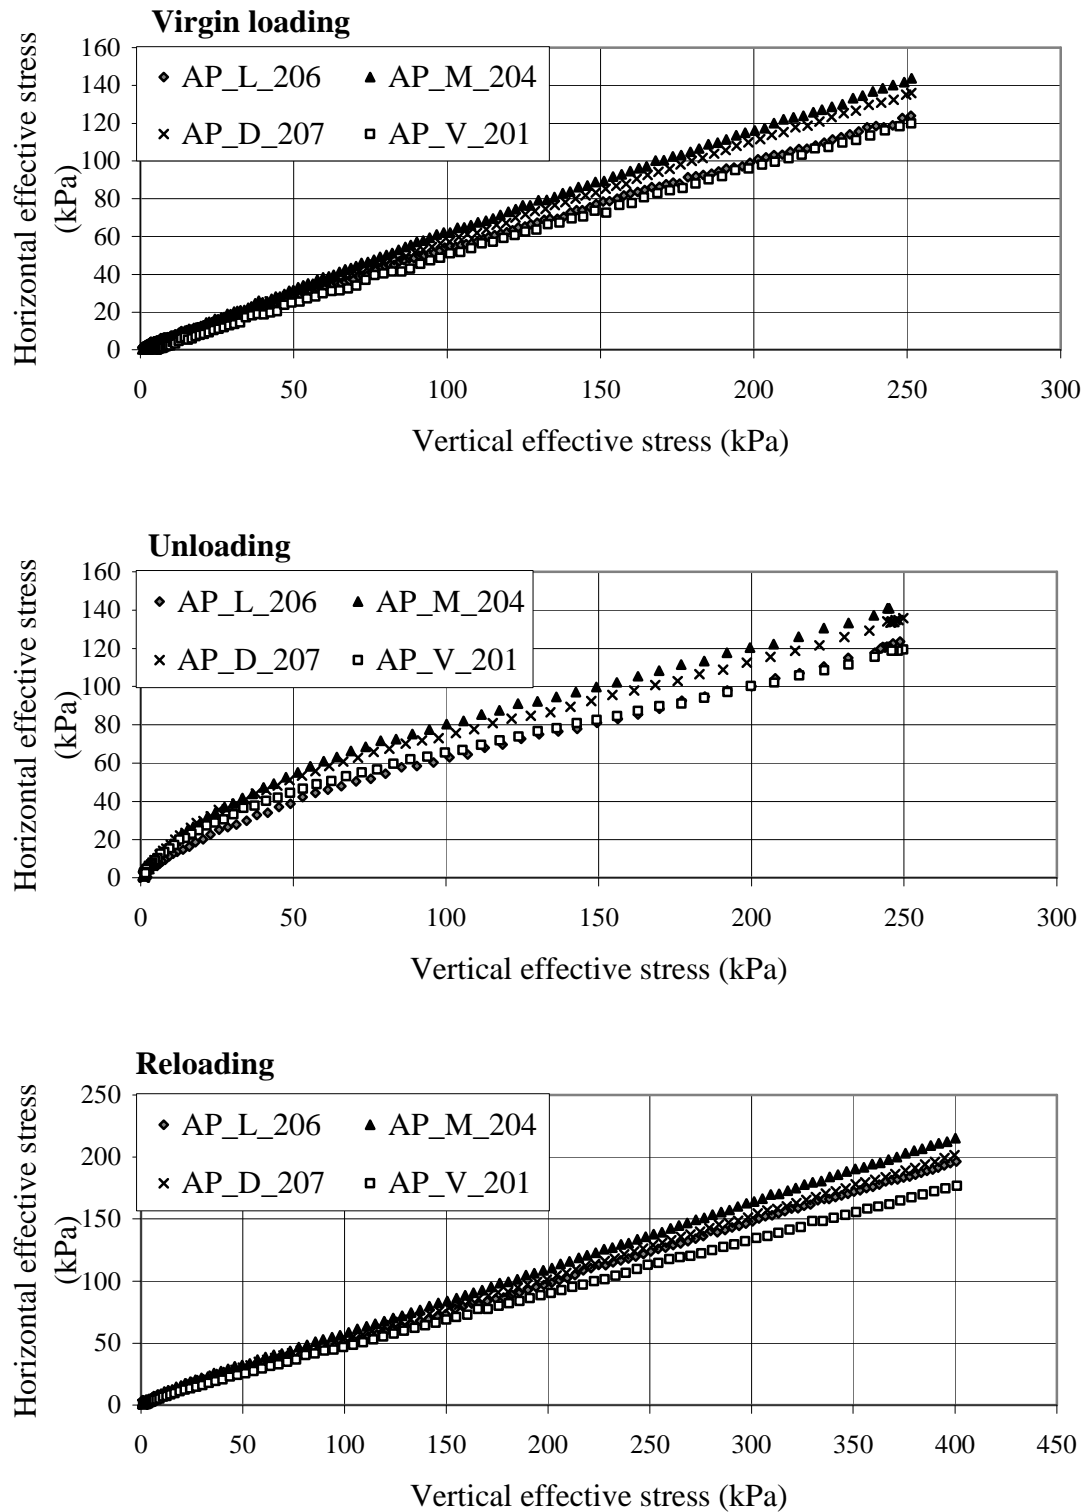 Virgin loading
Horizontal effective stress
(kPa)
160
140
120
100
80
60
40
20
0
AP_L_206 AP_M_204
AP_D_207 AP_V_201
0 50 100 150 200 250 300
Vertical effective stress (kPa)
Unloading
Horizontal effective stress
(kPa)
160
140
120
100
80
60
40
20
0
AP_L_206 AP_M_204
AP_D_207 AP_V_201
0 50 100 150 200 250 300
Vertical effective stress (kPa)
Reloading
Horizontal effective stress
(kPa)
250
200
150
100
50
0
AP_L_206 AP_M_204
AP_D_207 AP_V_201
0 50 100 150 200 250 300 350 400 450
Vertical effective stress (kPa)